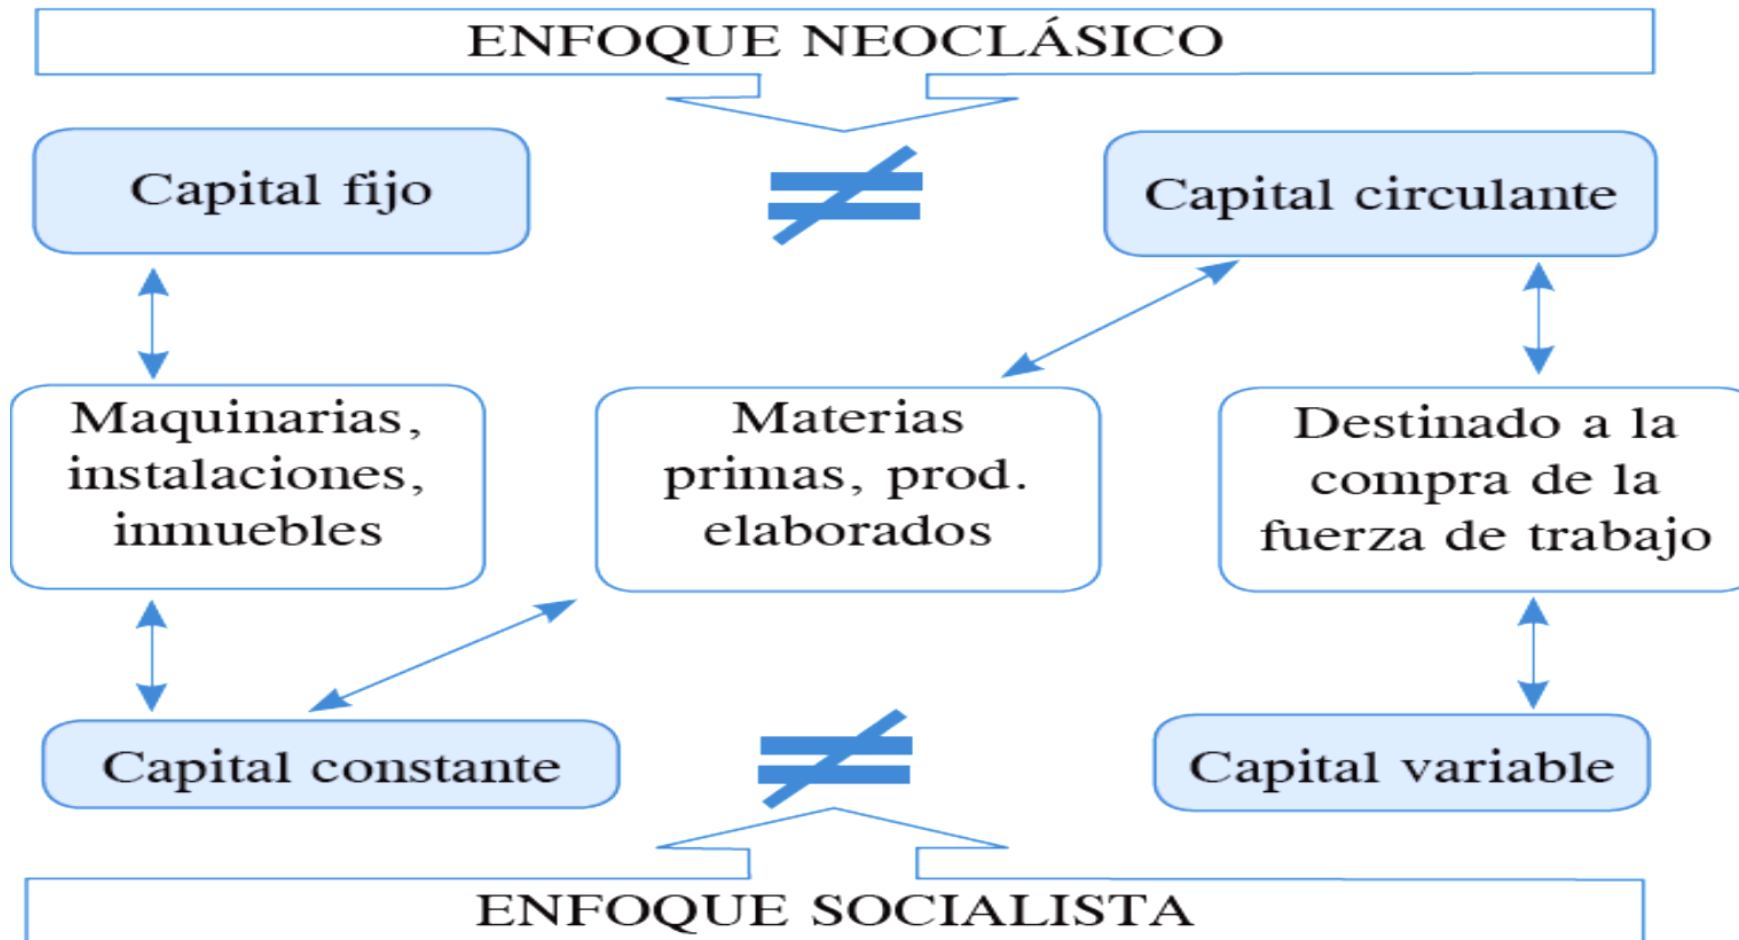 ENFOQUE NEOCLÁSICO
Capital fijo
Capital circulante
Maquinarias,
instalaciones,
inmuebles
Materias
primas, prod.
elaborados
Destinado a la
compra de la
fuerza de trabajo
Capital constante
Capital variable
ENFOQUE SOCIALISTA